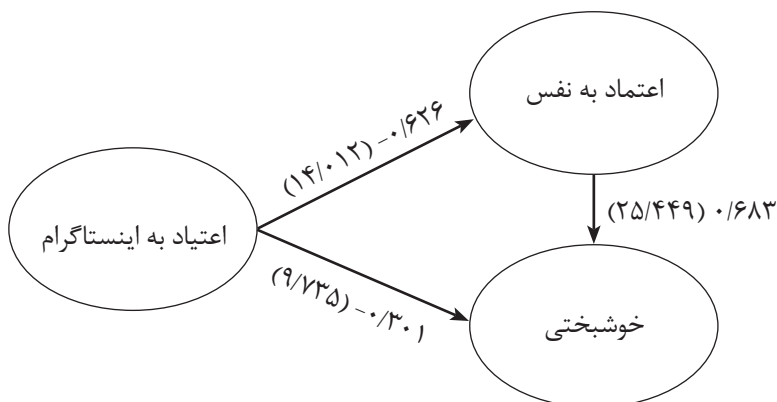 اعتماد به نفس
(۱۴/۰۱۲) -۰/۶۲۶
(۲۵/۴۴۹) ۰/۶۸۳
اعتیاد به اینستاگرام
(۹/۷۳۵) -۰/۳۰۱
خوشبختی